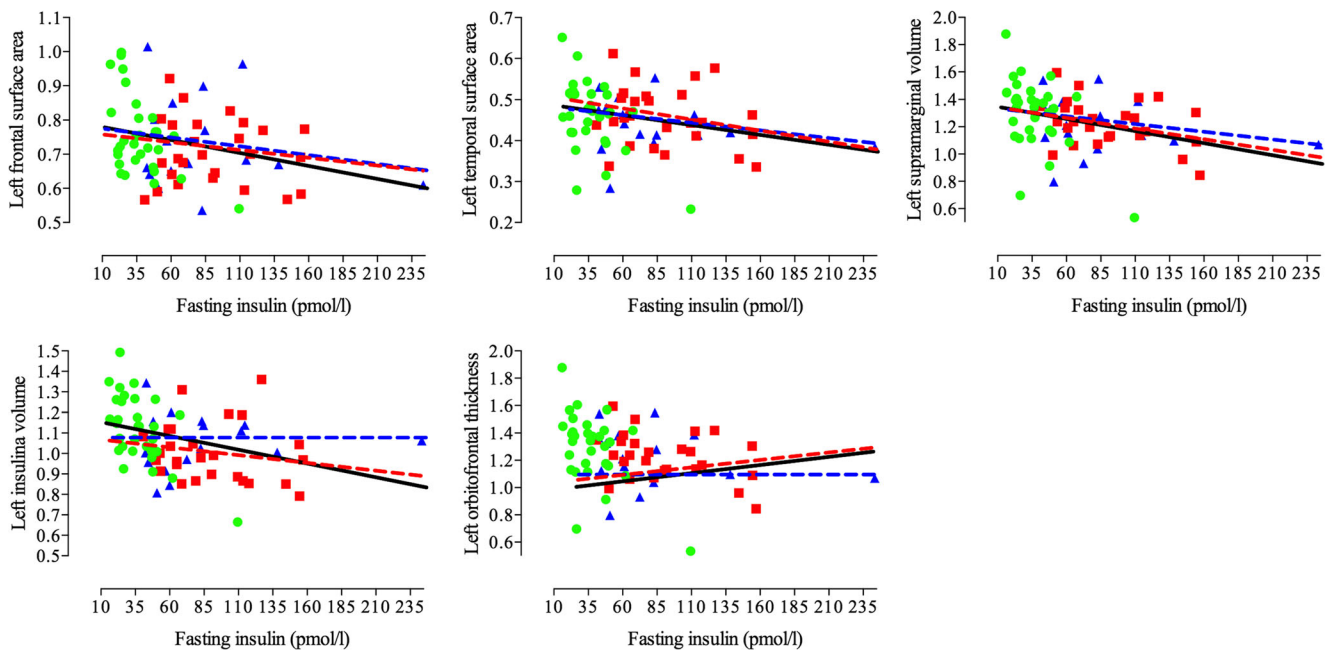 Left frontal surface area
1.1
1.0
0.9
0.8
0.7
0.6
0.5
10 35 60 85 110 135 160 185 210 235
Fasting insulin (pmol/l)
Left temporal surface area
0.7
0.6
0.5
0.4
0.3
0.2
10 35 60 85 110 135 160 185 210 235
Fasting insulin (pmol/l)
Left supramarginal volume
2.0
1.8
1.6
1.4
1.2
1.0
0.8
0.6
10 35 60 85 110 135 160 185 210 235
Fasting insulin (pmol/l)
Left insulina volume
1.5
1.4
1.3
1.2
1.1
1.0
0.9
0.8
0.7
0.6
0.5
10 35 60 85 110 135 160 185 210 235
Fasting insulin (pmol/l)
Left orbitofrontal thickness
2.0
1.8
1.6
1.4
1.2
1.0
0.8
0.6
10 35 60 85 110 135 160 185 210 235
Fasting insulin (pmol/l)